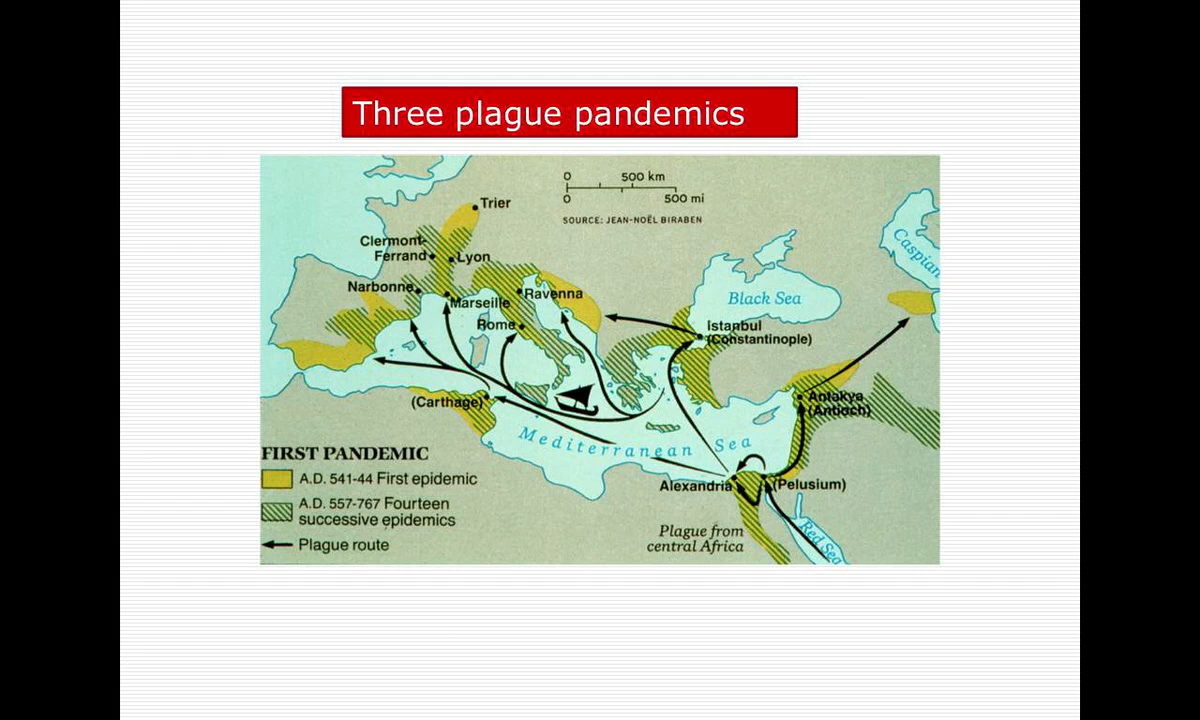 Three plague pandemics
0 500 km
0 500 mi
SOURCE: JEAN-NOËL BIRABEN
Trier
Clermont-
Ferrand
Lyon
Narbonne
Marseille
Ravenna
Rome
Black Sea
Caspian
Istanbul
(Constantinople)
(Carthage)
Antakya
(Antioch)
Mediterranean Sea
Alexandria
(Pelusium)
Red Sea
Plague from
central Africa
FIRST PANDEMIC
A.D. 541-44 First epidemic
A.D. 557-767 Fourteen
successive epidemics
Plague route